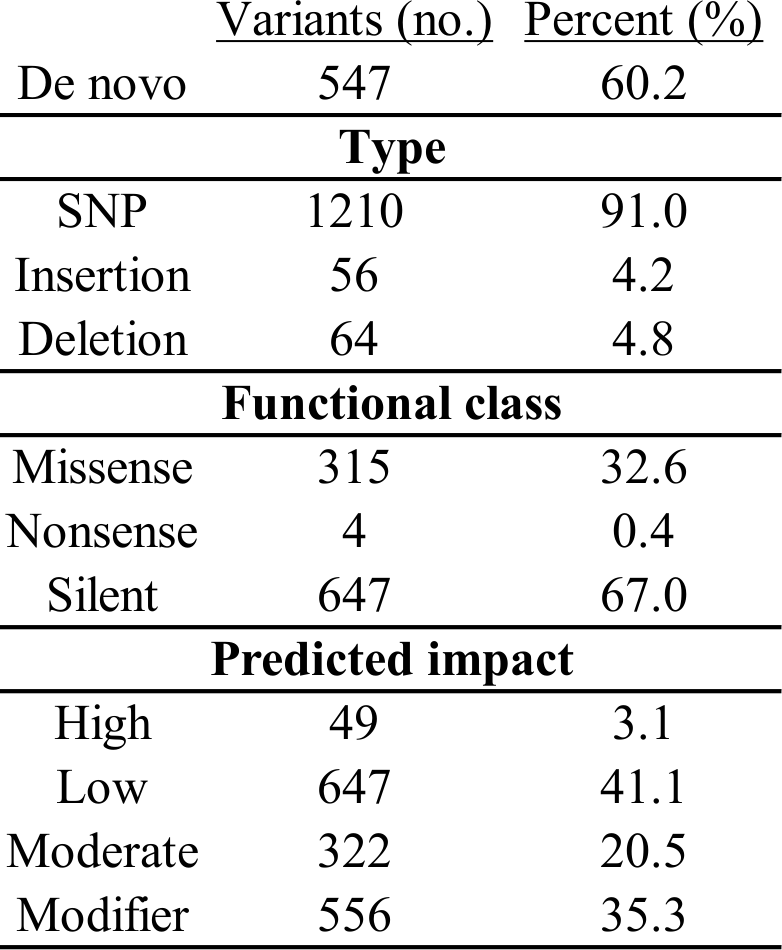 Variants (no.) Percent (%)
De novo 547 60.2
Type
SNP 1210 91.0
Insertion 56 4.2
Deletion 64 4.8
Functional class
Missense 315 32.6
Nonsense 4 0.4
Silent 647 67.0
Predicted impact
High 49 3.1
Low 647 41.1
Moderate 322 20.5
Modifier 556 35.3